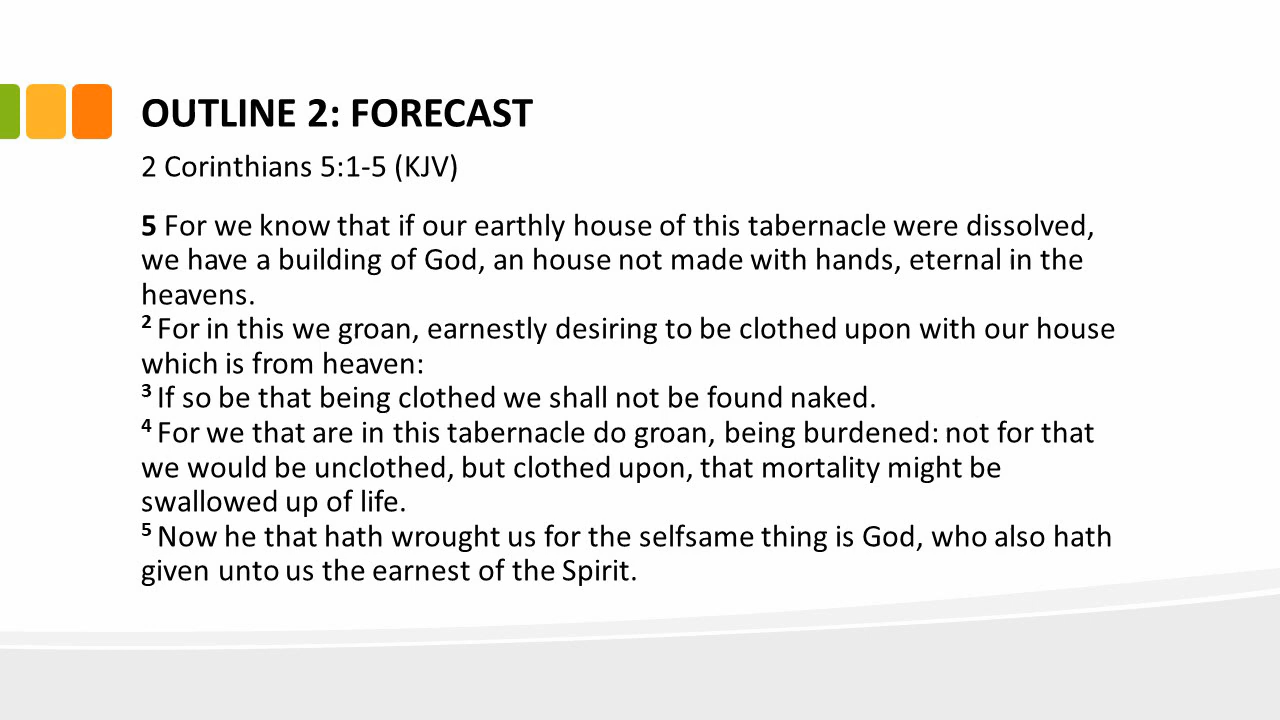 OUTLINE 2: FORECAST
2 Corinthians 5:1-5 (KJV)
5 For we know that if our earthly house of this tabernacle were dissolved,
we have a building of God, an house not made with hands, eternal in the
heavens.
2 For in this we groan, earnestly desiring to be clothed upon with our house
which is from heaven:
3 If so be that being clothed we shall not be found naked.
4 For we that are in this tabernacle do groan, being burdened: not for that
we would be unclothed, but clothed upon, that mortality might be
swallowed up of life.
5 Now he that hath wrought us for the selfsame thing is God, who also hath
given unto us the earnest of the Spirit.